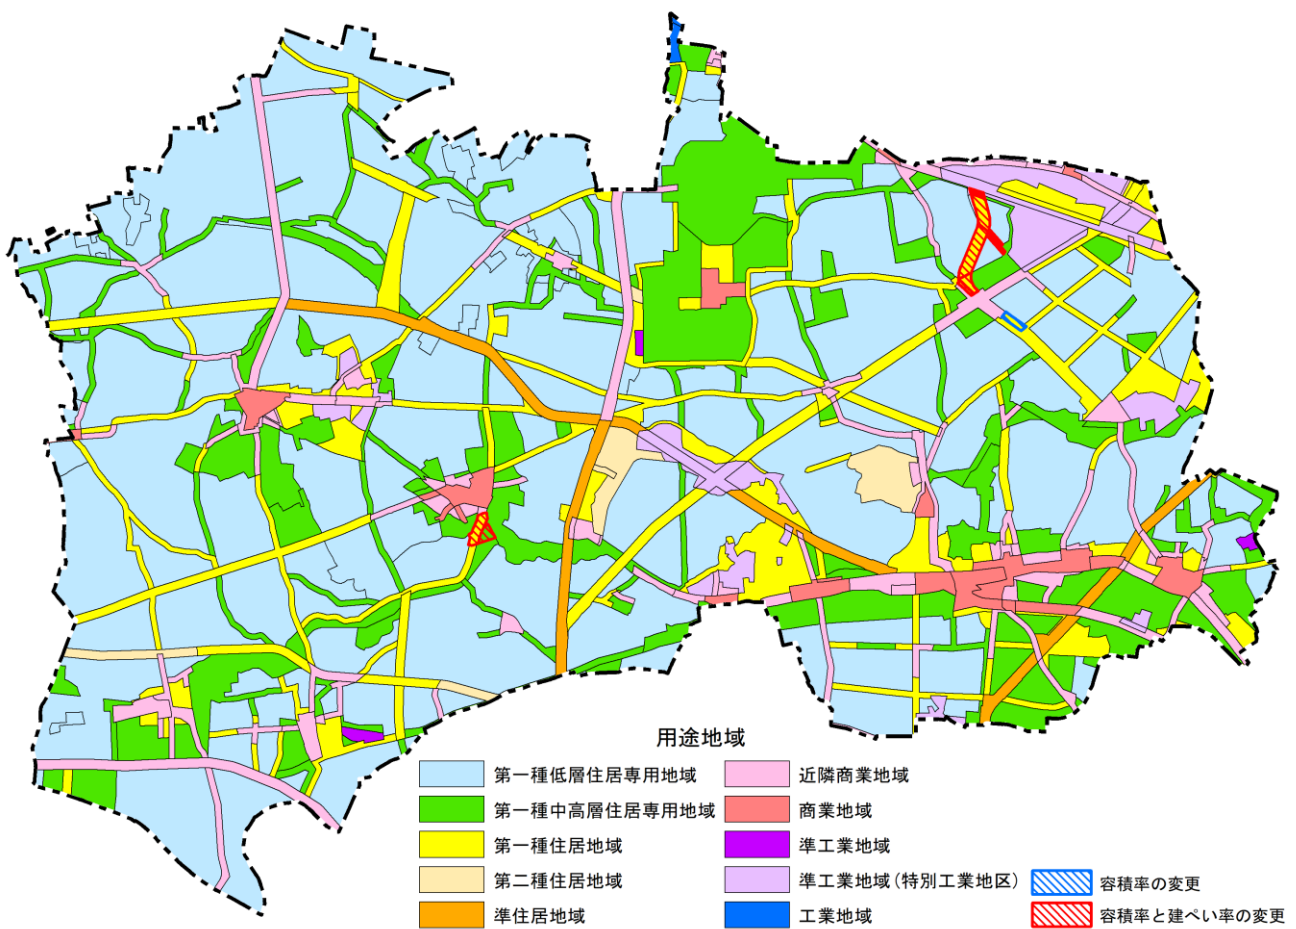 用途地域
第一種低層住居専用地域
第一種中高層住居専用地域
第一種住居地域
第二種住居地域
準住居地域
近隣商業地域
商業地域
準工業地域
準工業地域(特別工業地区)
工業地域
容積率の変更
容積率と建ぺい率の変更